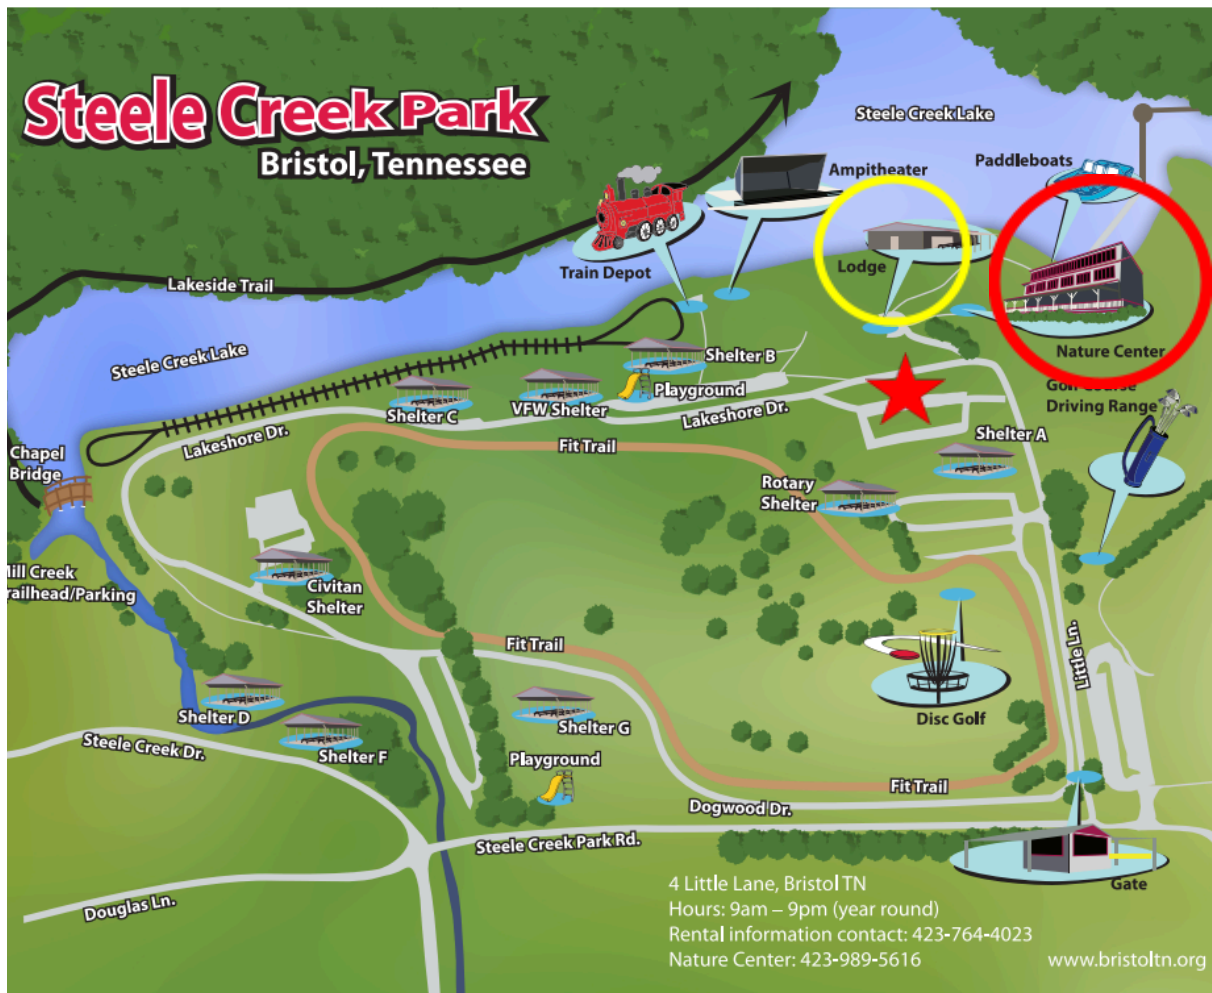 Steele Creek Park
Bristol, Tennessee
Steele Creek Lake
Paddleboats
Ampitheater
Train Depot
Lodge
Lakeside Trail
Nature Center
Steele Creek Lake
Shelter B
Playground
Golf Course
Driving Range
Shelter C
VFW Shelter
Lakeshore Dr.
Lakeshore Dr.
Fit Trail
Shelter A
Chapel
Bridge
Rotary
Shelter
Mill Creek
Trailhead/Parking
Civitan
Shelter
Fit Trail
Little Ln.
Shelter D
Disc Golf
Shelter G
Steele Creek Dr.
Shelter F
Playground
Fit Trail
Dogwood Dr.
Steele Creek Park Rd.
Gate
Douglas Ln.
4 Little Lane, Bristol TN
Hours: 9am – 9pm (year round)
Rental information contact: 423-764-4023
Nature Center: 423-989-5616
www.bristoltn.org